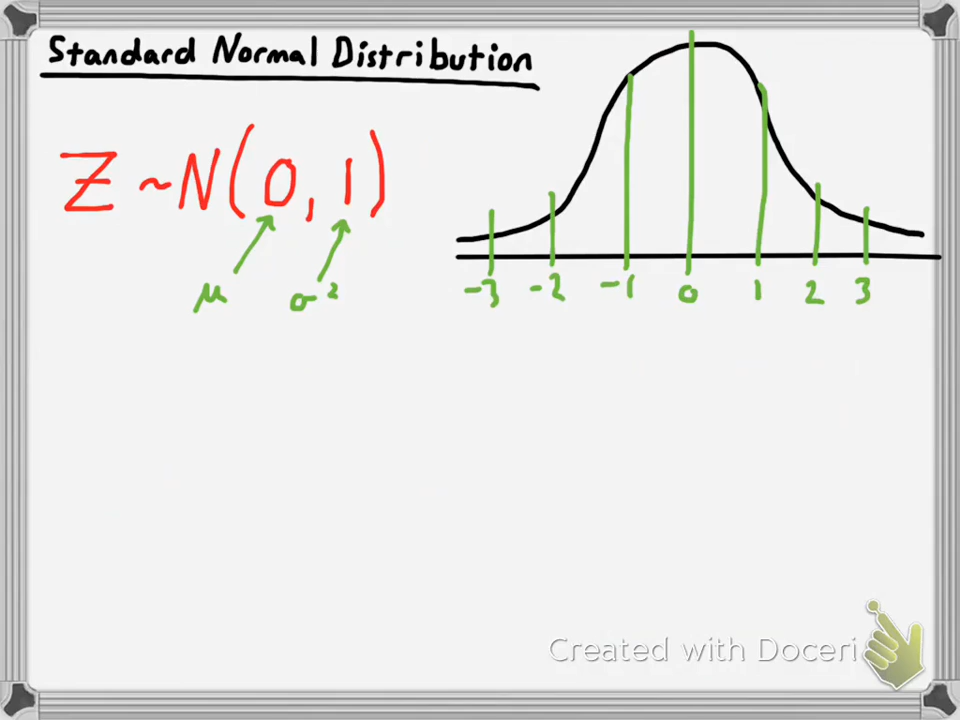 Standard Normal Distribution
Z ~ N(0, 1)
μ σ²
-3 -2 -1 0 1 2 3
Created with Doceri